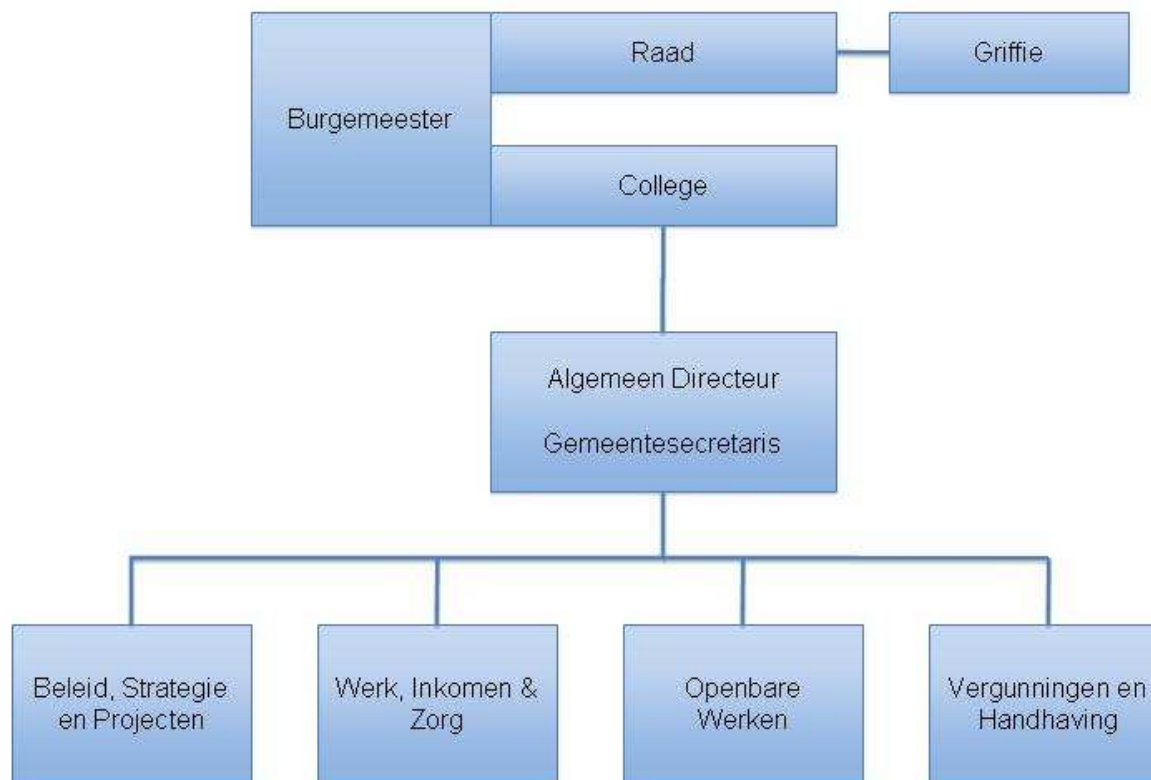 Raad
Griffie
Burgemeester
College
Algemeen Directeur
Gemeentesecretaris
Beleid, Strategie
en Projecten
Werk, Inkomen &
Zorg
Openbare
Werken
Vergunningen en
Handhaving